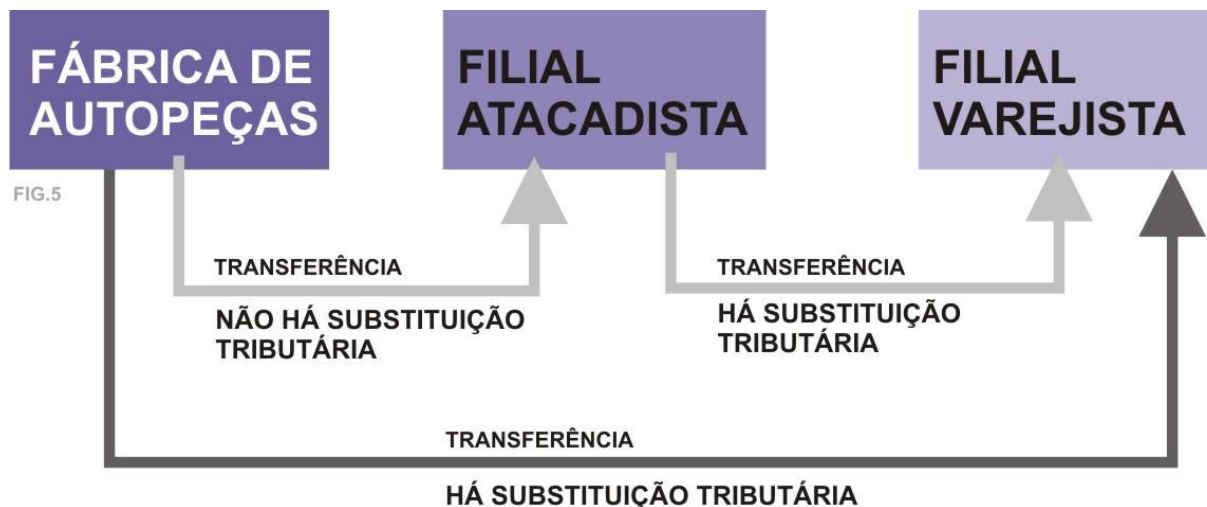 FÁBRICA DE
AUTOPEÇAS
FILIAL
ATACADISTA
FILIAL
VAREJISTA
FIG.5
TRANSFERÊNCIA
NÃO HÁ SUBSTITUIÇÃO
TRIBUTÁRIA
TRANSFERÊNCIA
HÁ SUBSTITUIÇÃO
TRIBUTÁRIA
TRANSFERÊNCIA
HÁ SUBSTITUIÇÃO TRIBUTÁRIA